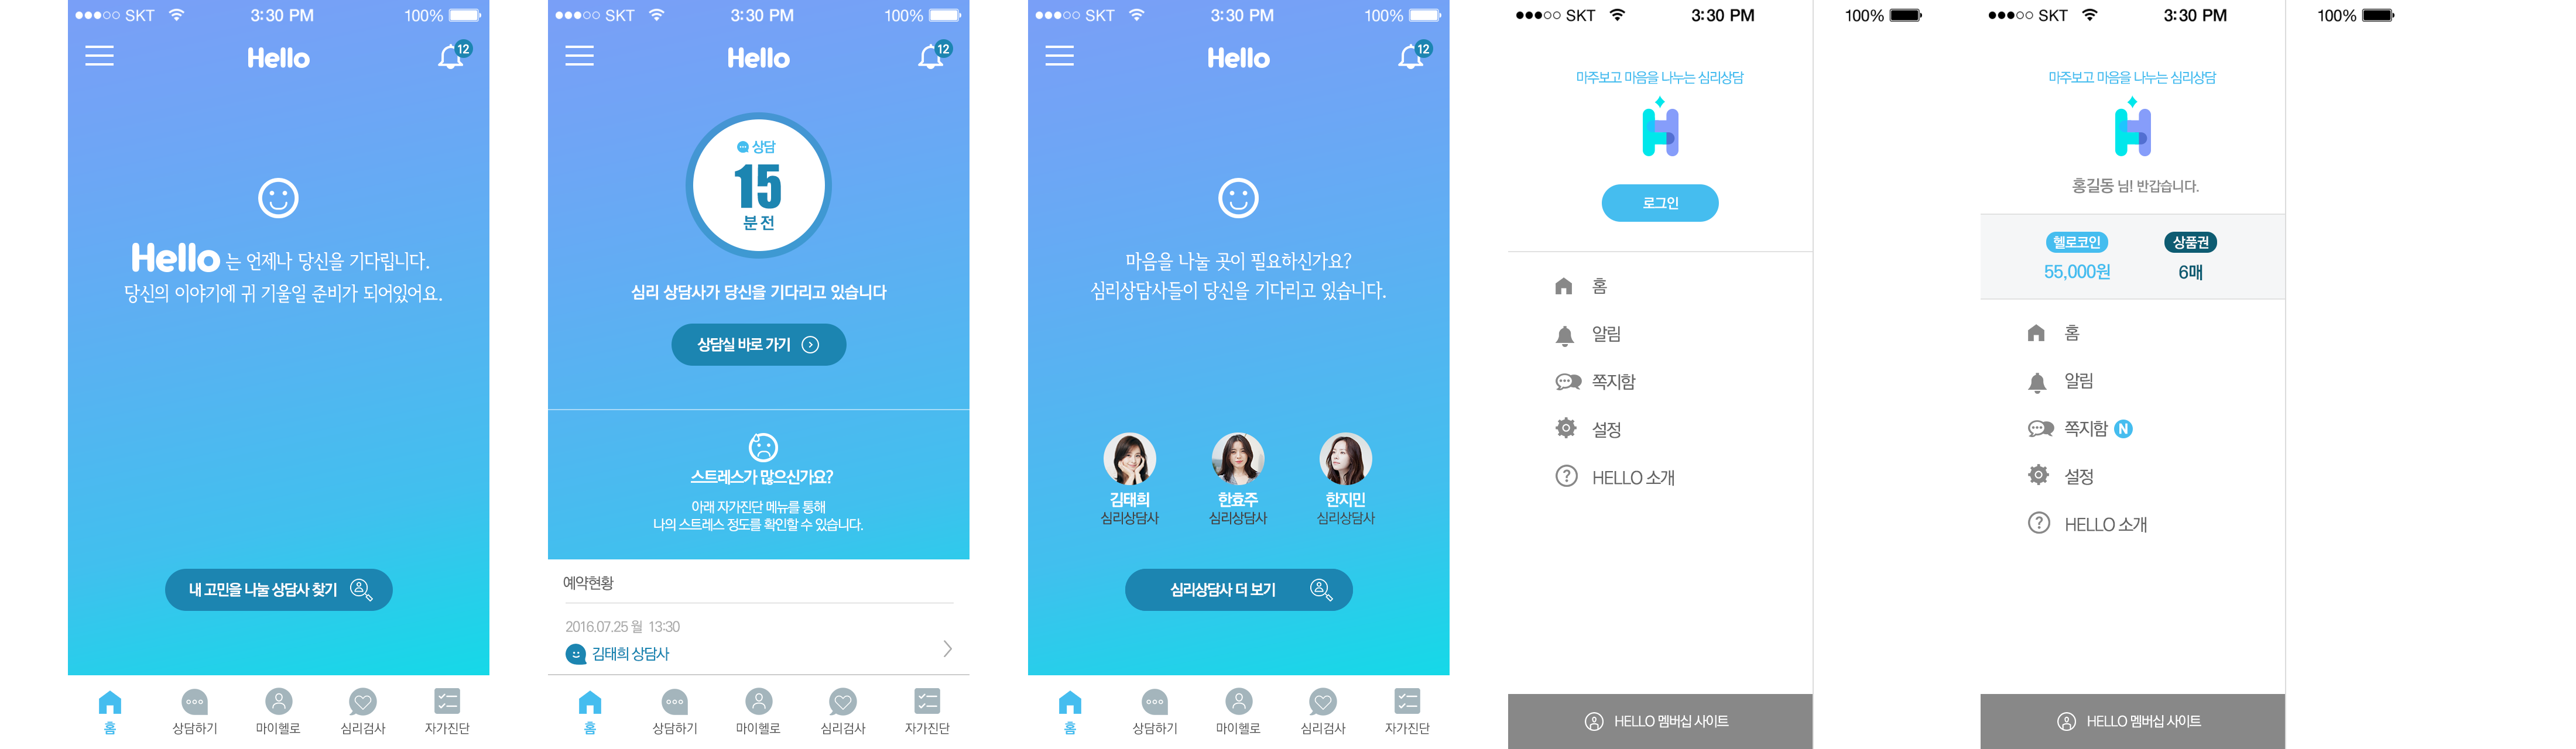 SKT 3:30 PM 100%
Hello 12
Hello 는 언제나 당신을 기다립니다.
당신의 이야기에 귀 기울일 준비가 되어있어요.
내 고민을 나눌 상담사 찾기
홈 상담하기 마이헬로 심리검사 자가진단
SKT 3:30 PM 100%
Hello 12
상담
15
분 전
심리 상담사가 당신을 기다리고 있습니다
상담실 바로 가기
스트레스가 많으신가요?
아래 자가진단 메뉴를 통해
나의 스트레스 정도를 확인할 수 있습니다.
예약현황
2016.07.25 월 13:30
김태희 상담사
홈 상담하기 마이헬로 심리검사 자가진단
SKT 3:30 PM 100%
Hello 12
마음을 나눌 곳이 필요하신가요?
심리상담사들이 당신을 기다리고 있습니다.
김태희 한효주 한지민
심리상담사 심리상담사 심리상담사
심리상담사 더 보기
홈 상담하기 마이헬로 심리검사 자가진단
SKT 3:30 PM 100%
마주보고 마음을 나누는 심리상담
로그인
홈
알림
쪽지함
설정
HELLO 소개
HELLO 멤버십 사이트
SKT 3:30 PM 100%
마주보고 마음을 나누는 심리상담
홍길동 님! 반갑습니다.
헬로코인 상품권
55,000원 6매
홈
알림
쪽지함 N
설정
HELLO 소개
HELLO 멤버십 사이트